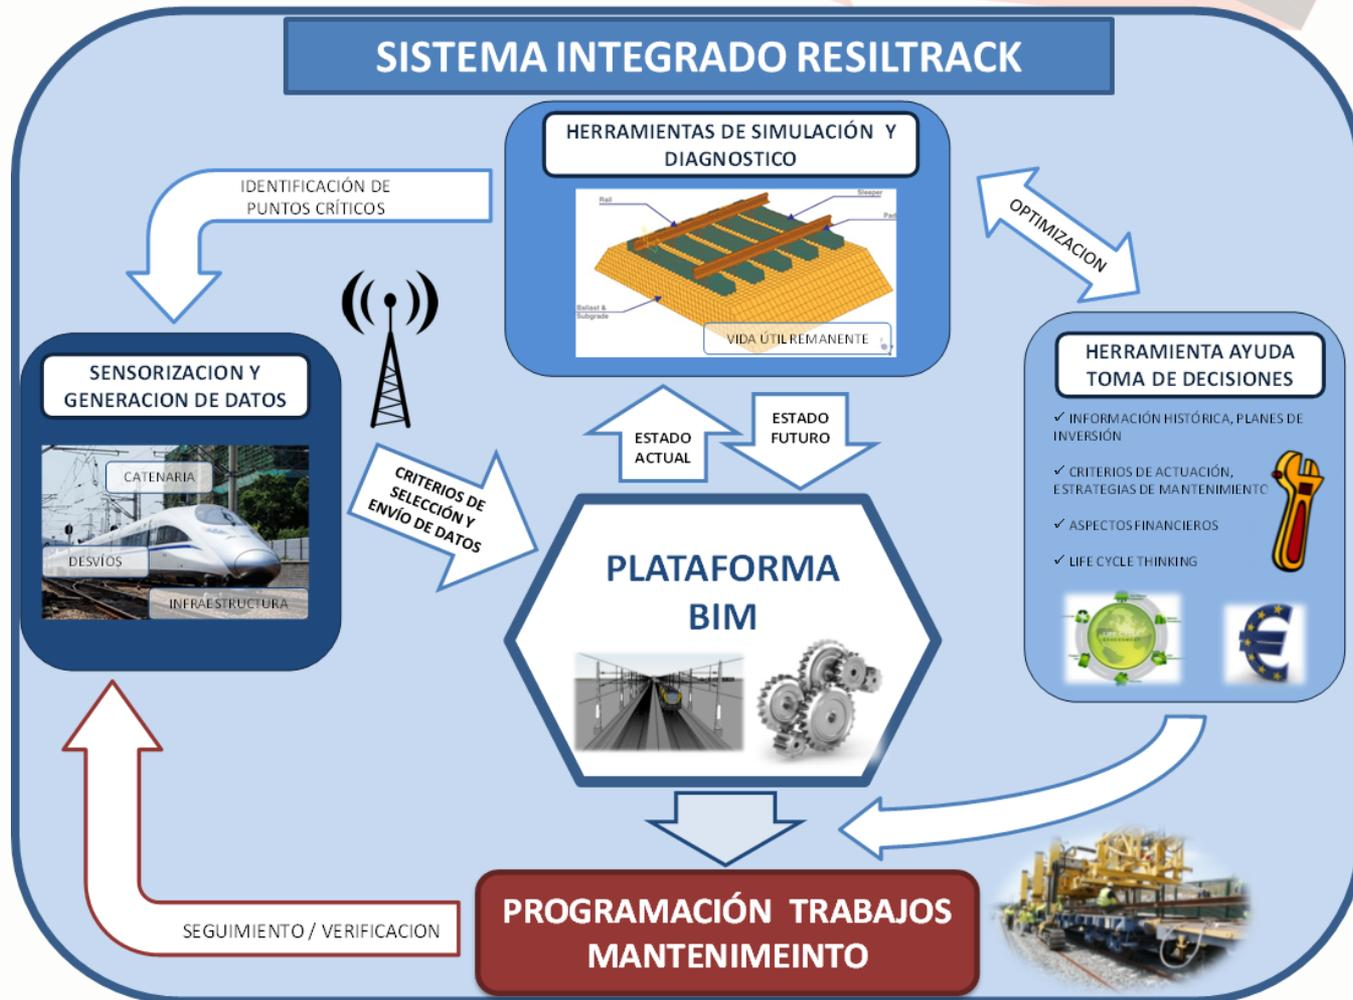 SISTEMA INTEGRADO RESILTRACK
HERRAMIENTAS DE SIMULACIÓN Y
DIAGNOSTICO
Rail
Sleeper
Pad
Ballast &
Subgrade
VIDA ÚTIL REMANENTE
IDENTIFICACIÓN DE
PUNTOS CRÍTICOS
OPTIMIZACION
SENSORIZACION Y
GENERACION DE DATOS
CATENARIA
DESVÍOS
INFRAESTRUCTURA
CRITERIOS DE
SELECCIÓN Y
ENVÍO DE DATOS
ESTADO
ACTUAL
ESTADO
FUTURO
HERRAMIENTA AYUDA
TOMA DE DECISIONES
✓ INFORMACIÓN HISTÓRICA, PLANES DE
INVERSIÓN
✓ CRITERIOS DE ACTUACIÓN,
ESTRATEGIAS DE MANTENIMIENTO
✓ ASPECTOS FINANCIEROS
✓ LIFE CYCLE THINKING
PLATAFORMA
BIM
PROGRAMACIÓN TRABAJOS
MANTENIMEINTO
SEGUIMIENTO / VERIFICACION